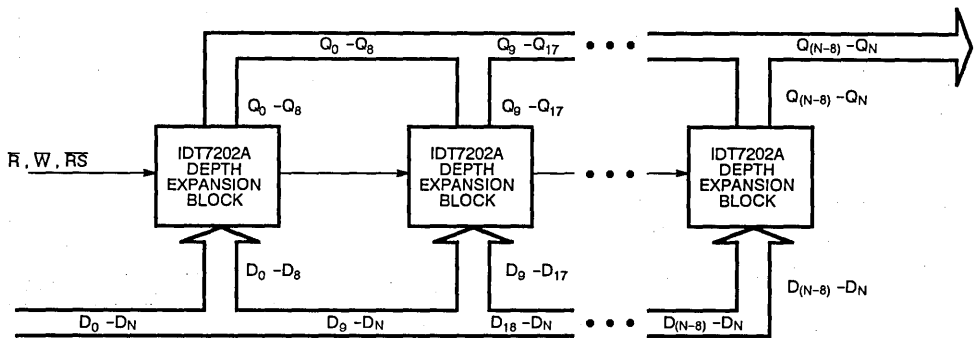 Q0 –Q8
Q9 –Q17
• • •
Q(N–8) –QN
Q0 –Q8
Q9 –Q17
Q(N–8) –QN
R̅ , W̅, R̅S̅
IDT7202A
DEPTH
EXPANSION
BLOCK
IDT7202A
DEPTH
EXPANSION
BLOCK
• • •
IDT7202A
DEPTH
EXPANSION
BLOCK
D0 –D8
D9 –D17
D(N–8) –DN
D0 –DN
D9 –DN
D18 –DN
• • •
D(N–8) –DN